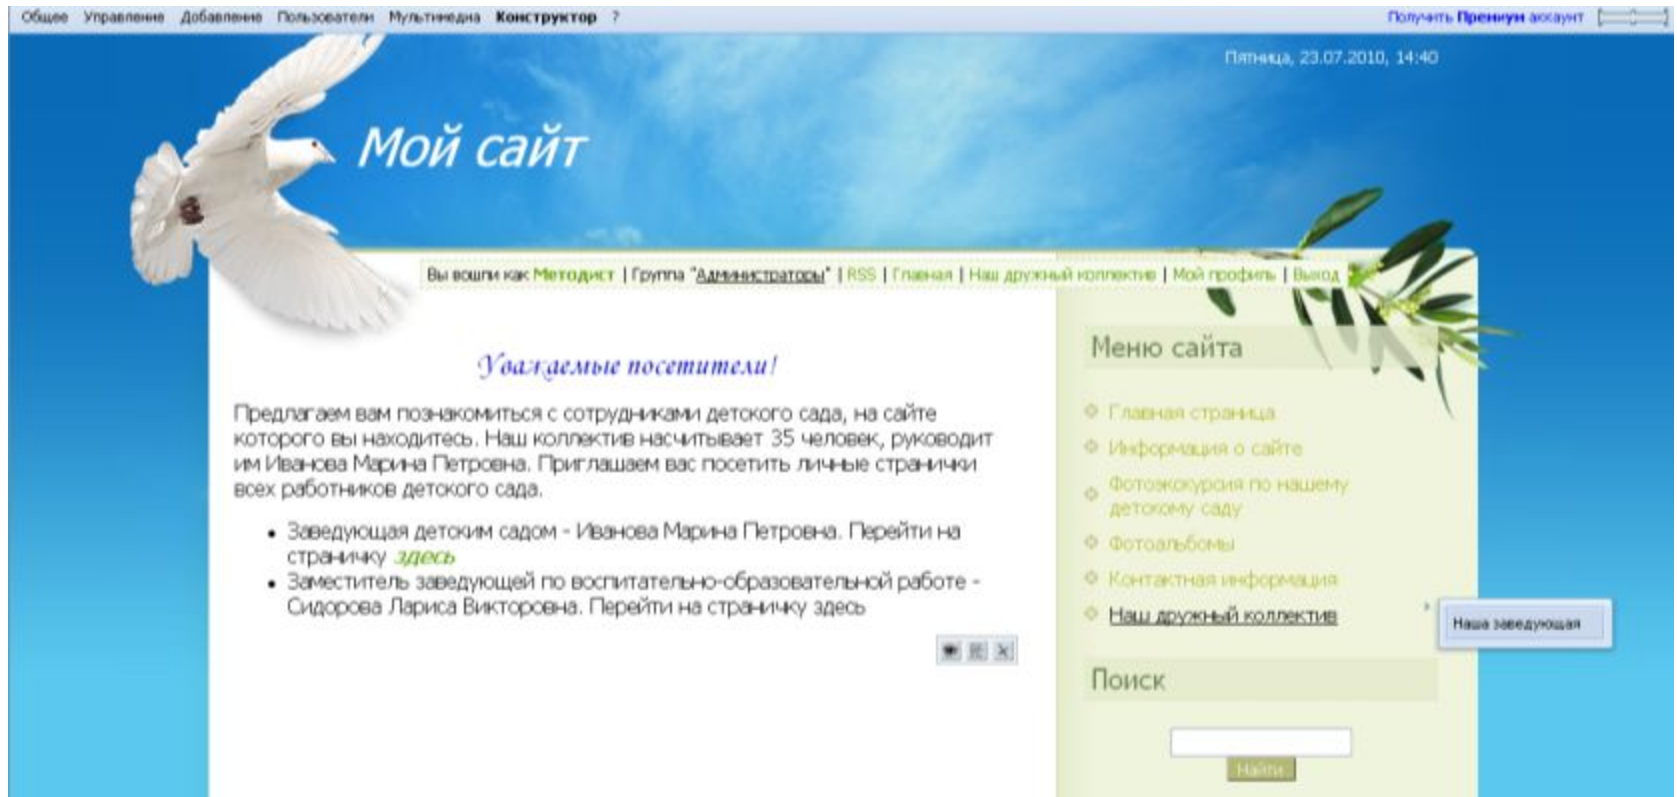 Общее Управление Добавление Пользователи Мультимедиа Конструктор ?
Получить Премиум аккаунт
Пятница, 23.07.2010, 14:40
Мой сайт
Вы вошли как Методист | Группа "Администраторы" | RSS | Главная | Наш дружный коллектив | Мой профиль | Выход
Уважаемые посетители!
Предлагаем вам познакомиться с сотрудниками детского сада, на сайте
которого вы находитесь. Наш коллектив насчитывает 35 человек, руководит
им Иванова Марина Петровна. Приглашаем вас посетить личные странички
всех работников детского сада.
• Заведующая детским садом - Иванова Марина Петровна. Перейти на
страничку здесь
• Заместитель заведующей по воспитательно-образовательной работе -
Сидорова Лариса Викторовна. Перейти на страничку здесь
Меню сайта
Главная страница
Информация о сайте
Фотоэкскурсия по нашему
детскому саду
Фотоальбомы
Контактная информация
Наш дружный коллектив
Наша заведующая
Поиск
Найти